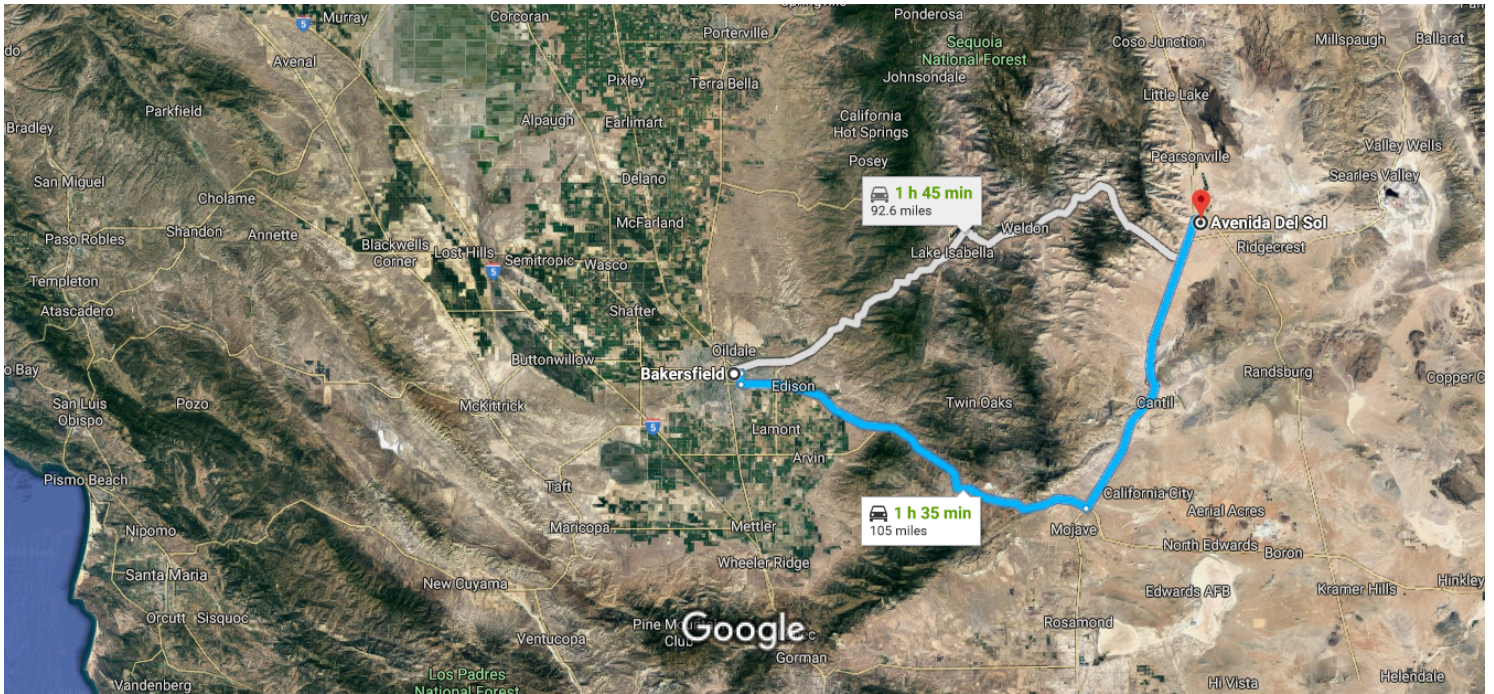 Murray
Corcoran
Ponderosa
5
Porterville
Sequoia
National Forest
Coso Junction
Millspaugh
Ballarat
Avenal
Johnsondale
Pixley
Terra Bella
Little Lake
Parkfield
California
Hot Springs
Alpaugh
Earlimart
Bradley
Posey
Pearsonville
Valley Wells
San Miguel
Delano
Searles Valley
Cholame
1 h 45 min
92.6 miles
McFarland
Avenida Del Sol
Shandon
Annette
Weldon
Paso Robles
Blackwells
Corner
Lost Hills
Lake Isabella
Ridgecrest
5
Semitropic
Wasco
Templeton
Atascadero
Shafter
Oildale
Buttonwillow
Bakersfield
Edison
Randsburg
San Luis
Obispo
Pozo
McKittrick
Twin Oaks
Cantil
5
Lamont
Arvin
Pismo Beach
Taft
California City
1 h 35 min
105 miles
Aerial Acres
Nipomo
Maricopa
Mettler
Mojave
North Edwards
Boron
Wheeler Ridge
Santa Maria
New Cuyama
Edwards AFB
Kramer Hills
Hinkley
Orcutt
Sisquoc
Pine Mountain
Club
Google
Rosamond
Ventucopa
Gorman
Los Padres
National Forest
Helendale
Vandenberg
Hi Vista